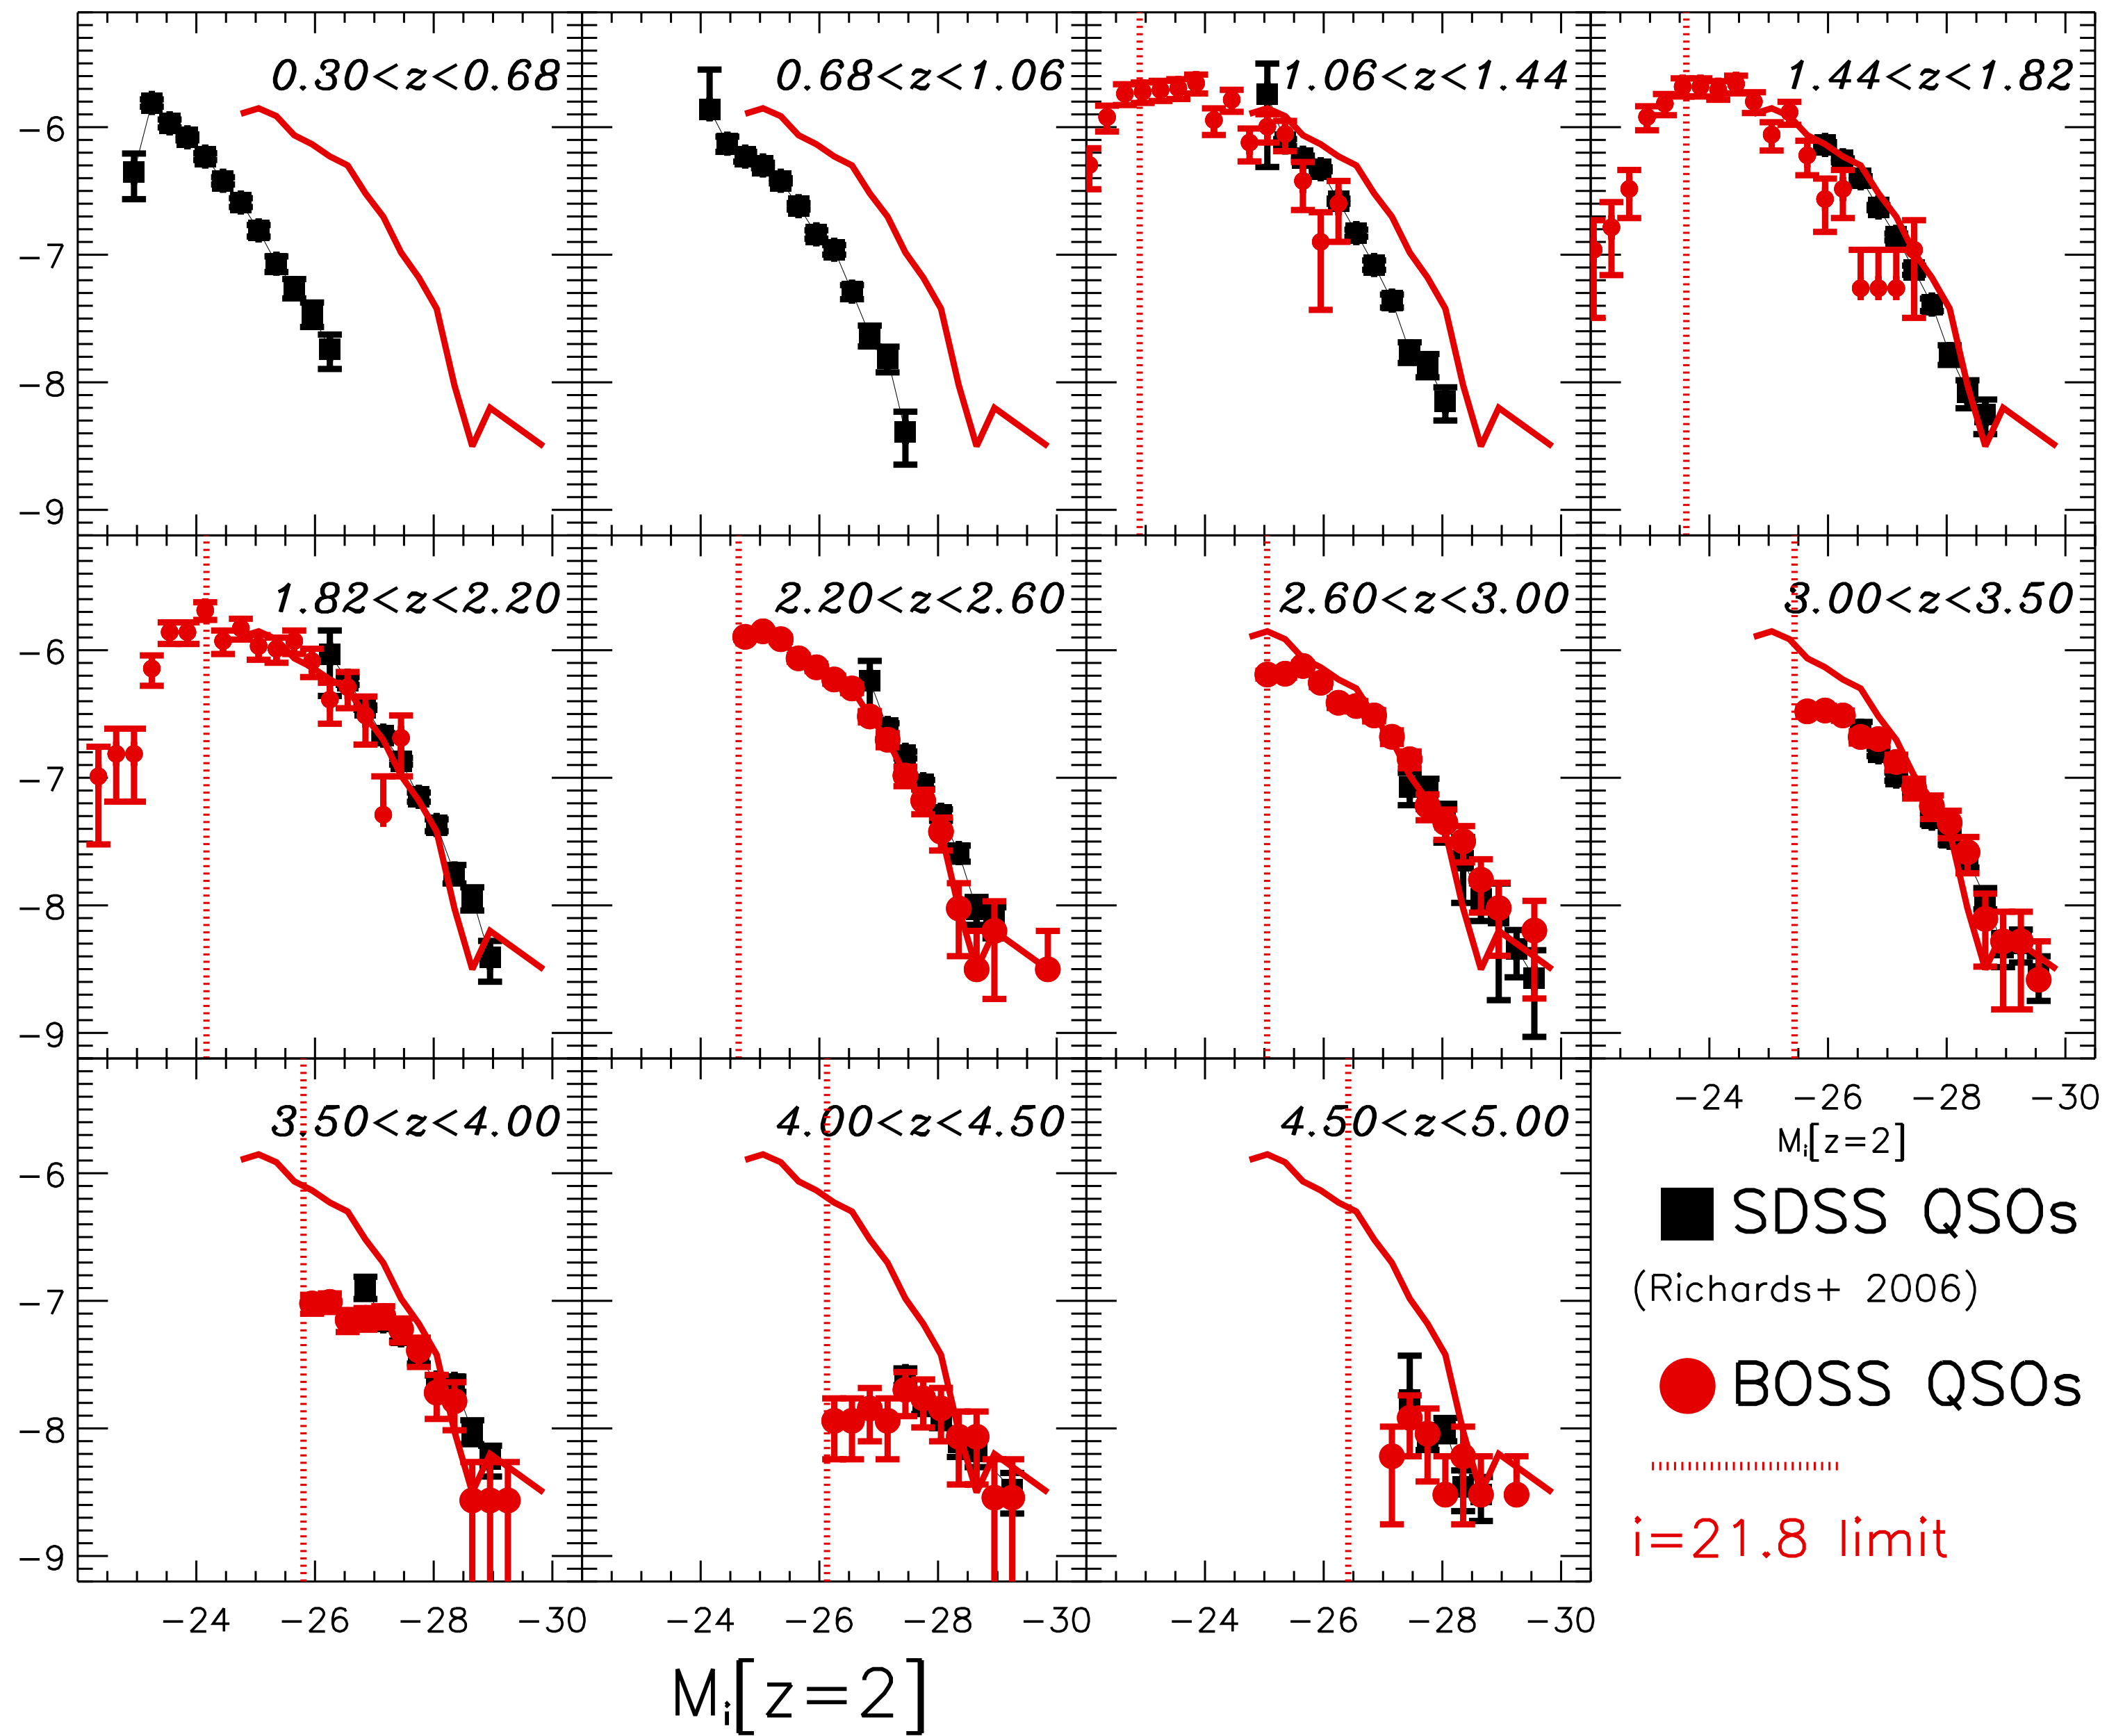 0.30<z<0.68
0.68<z<1.06
1.06<z<1.44
1.44<z<1.82
−6
−7
−8
−9
1.82<z<2.20
2.20<z<2.60
2.60<z<3.00
3.00<z<3.50
−6
−7
−8
−9
−24 −26 −28 −30
Mi[z=2]
3.50<z<4.00
4.00<z<4.50
4.50<z<5.00
−6
−7
−8
−9
SDSS QSOs
(Richards+ 2006)
BOSS QSOs
i=21.8 limit
−24 −26 −28 −30
−24 −26 −28 −30
−24 −26 −28 −30
Mi[z=2]